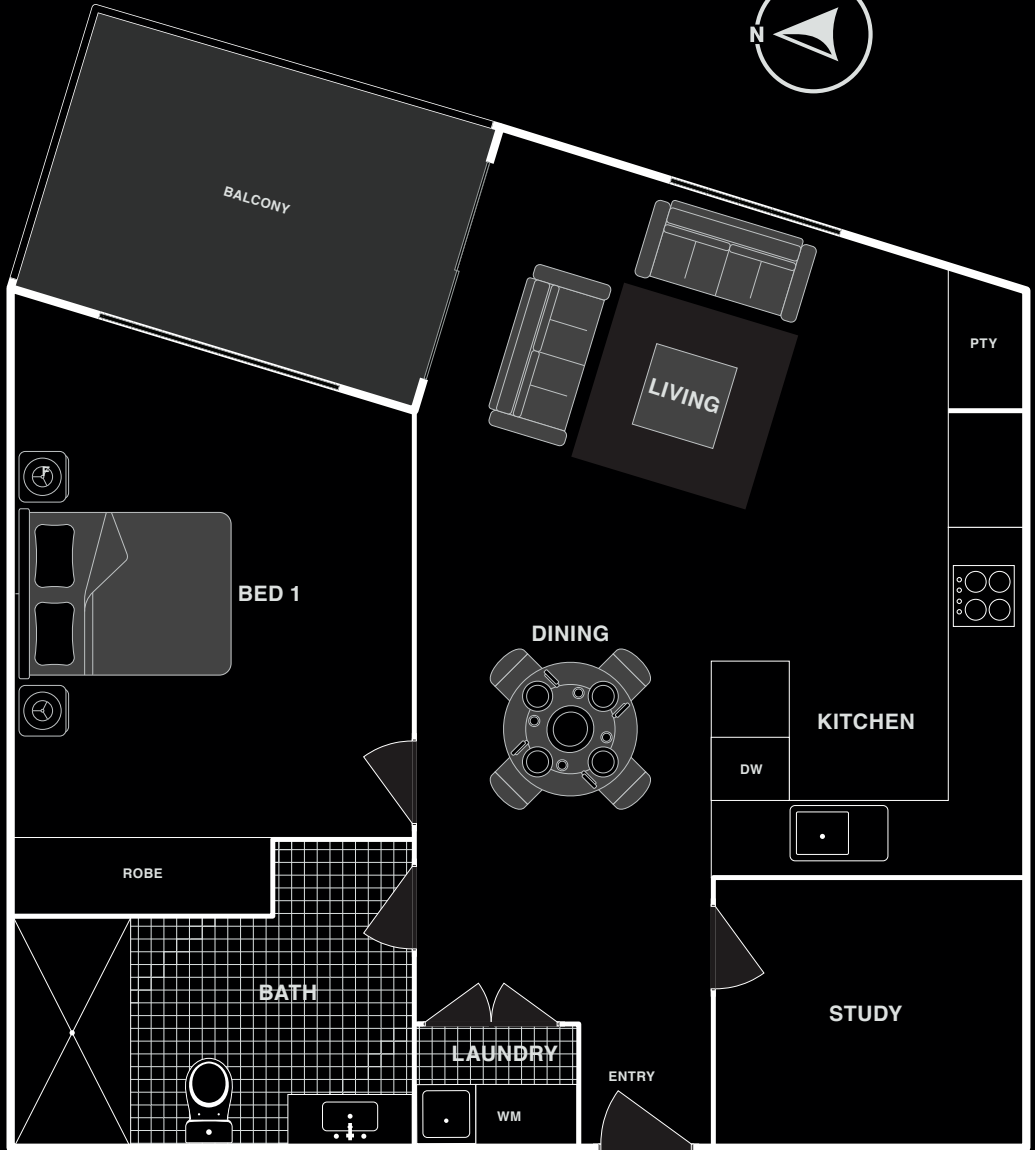 N
BALCONY
PTY
LIVING
F
BED 1
DINING
KITCHEN
DW
ROBE
BATH
STUDY
LAUNDRY
ENTRY
WM